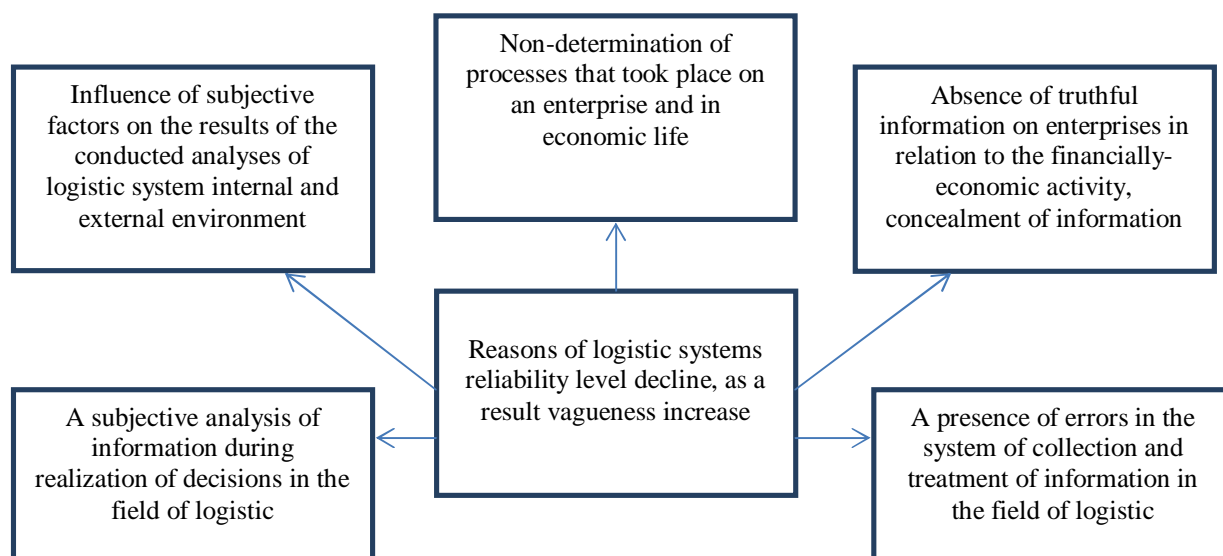 Non-determination of
processes that took place on
an enterprise and in
economic life
Influence of subjective
factors on the results of the
conducted analyses of
logistic system internal and
external environment
Absence of truthful
information on enterprises in
relation to the financially-
economic activity,
concealment of information
Reasons of logistic systems
reliability level decline, as a
result vagueness increase
A subjective analysis of
information during
realization of decisions in the
field of logistic
A presence of errors in the
system of collection and
treatment of information in
the field of logistic